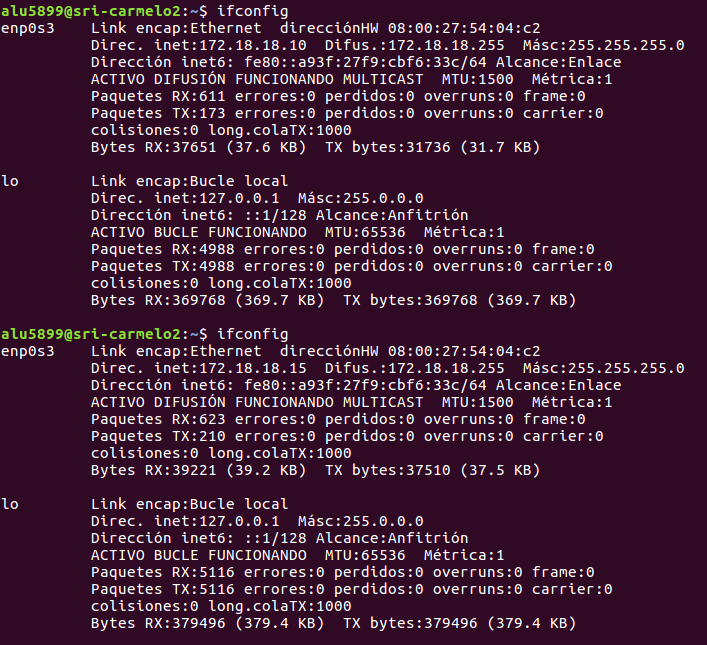 alu5899@sri-carmelo2:~$ ifconfig
enp0s3    Link encap:Ethernet  direcciónHW 08:00:27:54:04:c2
          Direc. inet:172.18.18.10  Difus.:172.18.18.255  Másc:255.255.255.0
          Dirección inet6: fe80::a93f:27f9:cbf6:33c/64 Alcance:Enlace
          ACTIVO DIFUSIÓN FUNCIONANDO MULTICAST  MTU:1500  Métrica:1
          Paquetes RX:611 errores:0 perdidos:0 overruns:0 frame:0
          Paquetes TX:173 errores:0 perdidos:0 overruns:0 carrier:0
          colisiones:0 long.colaTX:1000
          Bytes RX:37651 (37.6 KB)  TX bytes:31736 (31.7 KB)

lo        Link encap:Bucle local
          Direc. inet:127.0.0.1  Másc:255.0.0.0
          Dirección inet6: ::1/128 Alcance:Anfitrión
          ACTIVO BUCLE FUNCIONANDO  MTU:65536  Métrica:1
          Paquetes RX:4988 errores:0 perdidos:0 overruns:0 frame:0
          Paquetes TX:4988 errores:0 perdidos:0 overruns:0 carrier:0
          colisiones:0 long.colaTX:1000
          Bytes RX:369768 (369.7 KB)  TX bytes:369768 (369.7 KB)

alu5899@sri-carmelo2:~$ ifconfig
enp0s3    Link encap:Ethernet  direcciónHW 08:00:27:54:04:c2
          Direc. inet:172.18.18.15  Difus.:172.18.18.255  Másc:255.255.255.0
          Dirección inet6: fe80::a93f:27f9:cbf6:33c/64 Alcance:Enlace
          ACTIVO DIFUSIÓN FUNCIONANDO MULTICAST  MTU:1500  Métrica:1
          Paquetes RX:623 errores:0 perdidos:0 overruns:0 frame:0
          Paquetes TX:210 errores:0 perdidos:0 overruns:0 carrier:0
          colisiones:0 long.colaTX:1000
          Bytes RX:39221 (39.2 KB)  TX bytes:37510 (37.5 KB)

lo        Link encap:Bucle local
          Direc. inet:127.0.0.1  Másc:255.0.0.0
          Dirección inet6: ::1/128 Alcance:Anfitrión
          ACTIVO BUCLE FUNCIONANDO  MTU:65536  Métrica:1
          Paquetes RX:5116 errores:0 perdidos:0 overruns:0 frame:0
          Paquetes TX:5116 errores:0 perdidos:0 overruns:0 carrier:0
          colisiones:0 long.colaTX:1000
          Bytes RX:379496 (379.4 KB)  TX bytes:379496 (379.4 KB)